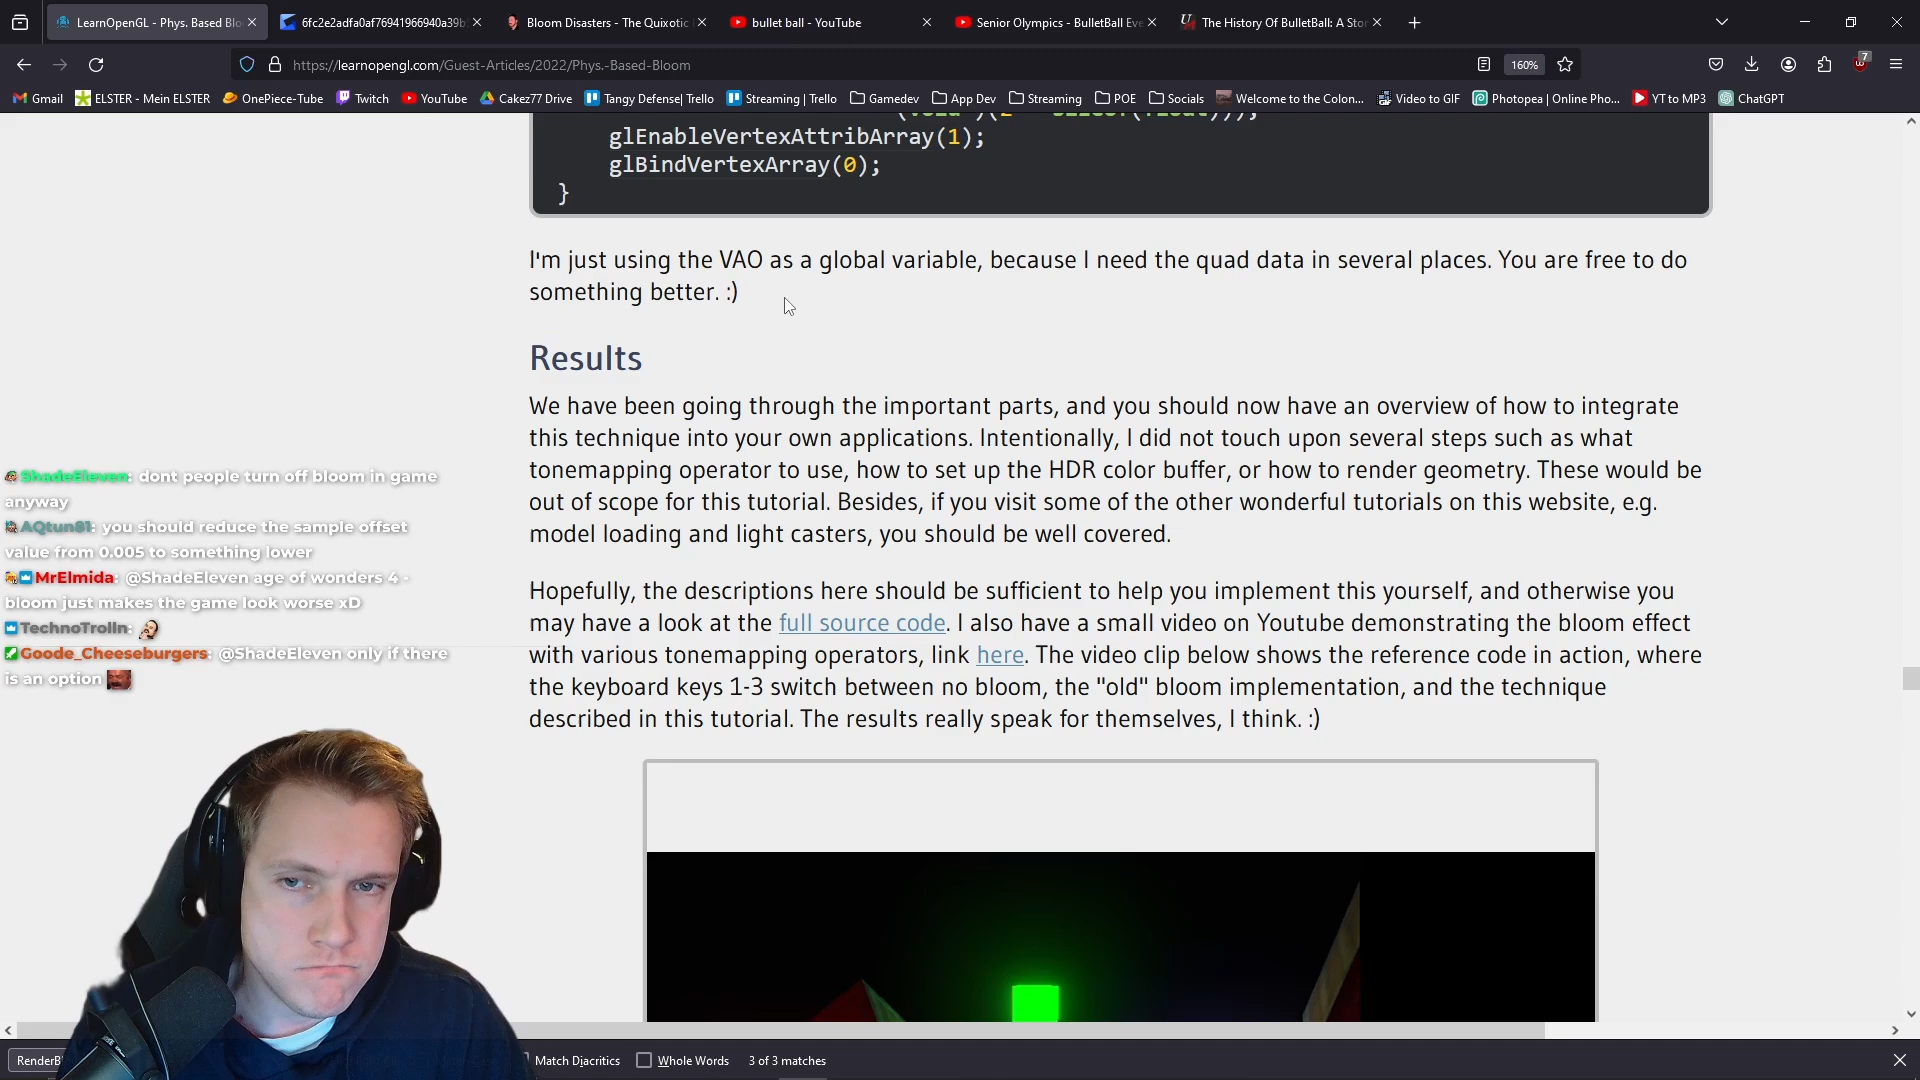 LearnOpenGL - Phys. Based Blo
6fc2e2adfa0af76941966940a39b
Bloom Disasters - The Quixotic
bullet ball - YouTube
Senior Olympics - BulletBall Eve
The History Of BulletBall: A Stor
https://learnopengl.com/Guest-Articles/2022/Phys.-Based-Bloom
160%
7
Gmail
ELSTER - Mein ELSTER
OnePiece-Tube
Twitch
YouTube
Cakez77 Drive
Tangy Defense| Trello
Streaming | Trello
Gamedev
App Dev
Streaming
POE
Socials
Welcome to the Colon...
Video to GIF
Photopea | Online Pho...
YT to MP3
ChatGPT
glEnableVertexAttribArray(1);
glBindVertexArray(0);
}
I'm just using the VAO as a global variable, because I need the quad data in several places. You are free to do
something better. :)
Results
We have been going through the important parts, and you should now have an overview of how to integrate
this technique into your own applications. Intentionally, I did not touch upon several steps such as what
tonemapping operator to use, how to set up the HDR color buffer, or how to render geometry. These would be
out of scope for this tutorial. Besides, if you visit some of the other wonderful tutorials on this website, e.g.
model loading and light casters, you should be well covered.
Hopefully, the descriptions here should be sufficient to help you implement this yourself, and otherwise you
may have a look at the full source code. I also have a small video on Youtube demonstrating the bloom effect
with various tonemapping operators, link here. The video clip below shows the reference code in action, where
the keyboard keys 1-3 switch between no bloom, the "old" bloom implementation, and the technique
described in this tutorial. The results really speak for themselves, I think. :)
ShadeEleven: dont people turn off bloom in game
anyway
AQtun81: you should reduce the sample offset
value from 0.005 to something lower
MrElmida: @ShadeEleven age of wonders 4 -
bloom just makes the game look worse xD
TechnoTrolln:
Goode_Cheeseburgers: @ShadeEleven only if there
is an option
RenderB
Match Diacritics
Whole Words
3 of 3 matches